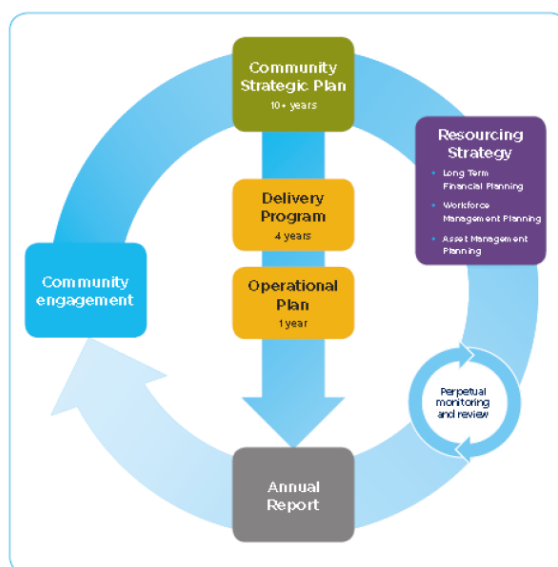 Community
Strategic Plan
10+ years
Resourcing
Strategy
• Long Term
Financial Planning
• Workforce
Management Planning
• Asset Management
Planning
Delivery
Program
4 years
Community
engagement
Operational
Plan
1 year
Perpetual
monitoring
and review
Annual
Report